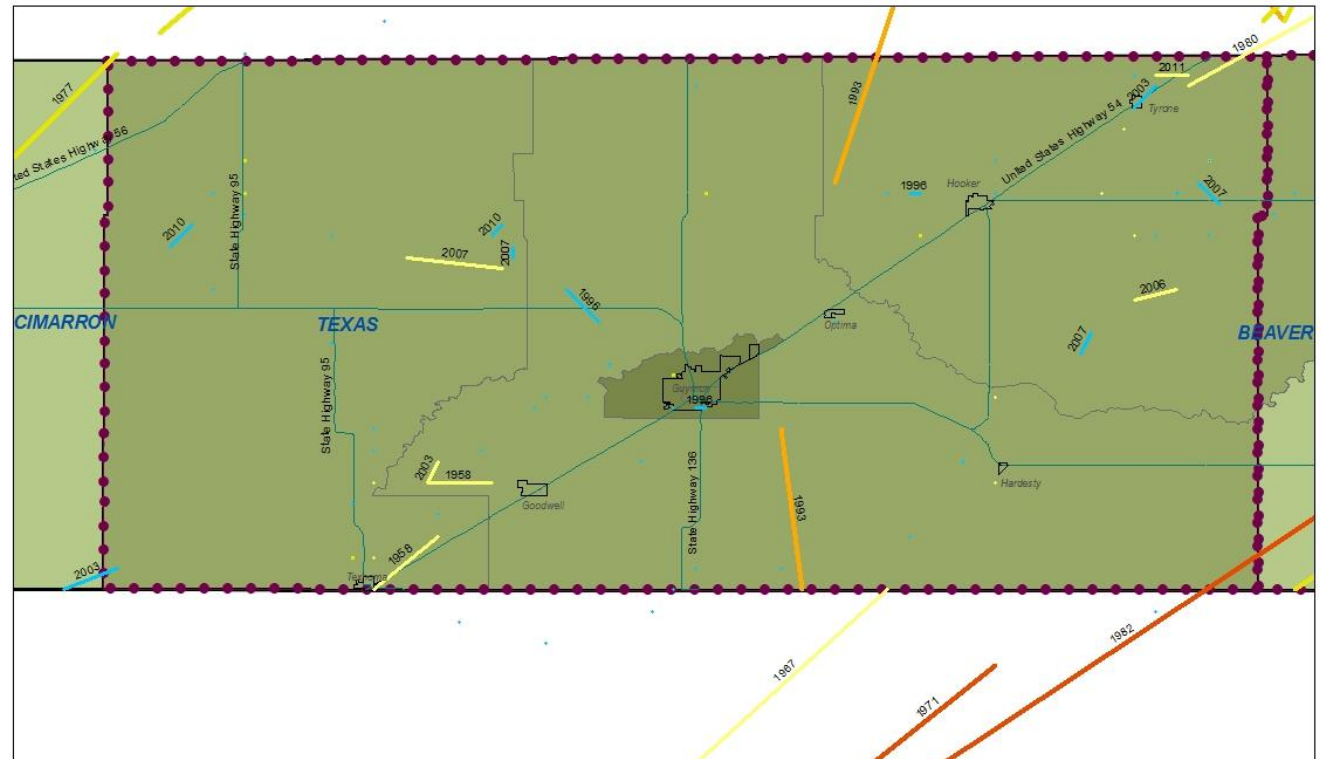 1980
2011
1977
1993
2003
Tyrone
United States Highway 54
ted States Highway 56
State Highway 95
1996
Hooker
2007
2010
2010
2007
2007
2006
1996
CIMARRON
TEXAS
Optima
2007
BEAVER
State Highway 95
Guymon
1996
2003
1958
State Highway 136
Hardesty
Goodwell
1993
1958
2003
Texhoma
1982
1967
1971